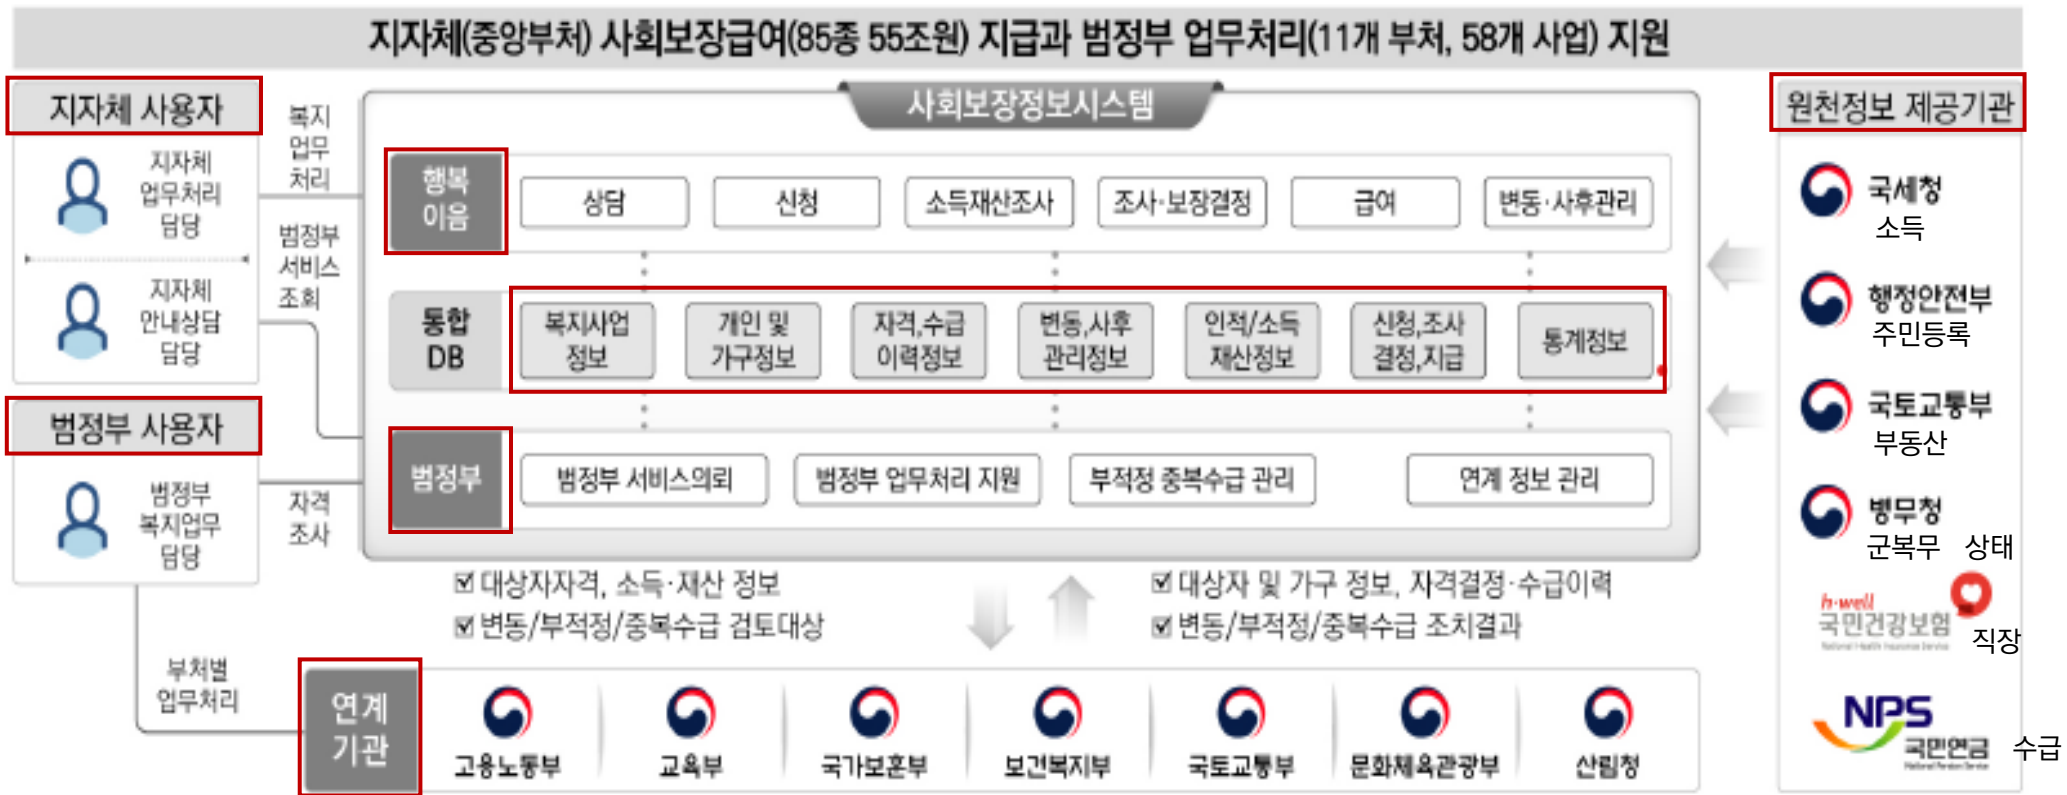 지자체(중앙부처) 사회보장급여(85종 55조원) 지급과 범정부 업무처리(11개 부처, 58개 사업) 지원
지자체 사용자
지자체
업무처리
담당
지자체
안내상담
담당
범정부 사용자
범정부
복지업무
담당
복지
업무
처리
범정부
서비스
조회
자격
조사
부처별
업무처리
사회보장정보시스템
행복
이음
상담
신청
소득재산조사
조사·보장결정
급여
변동·사후관리
통합
DB
복지사업
정보
개인 및
가구정보
자격,수급
이력정보
변동,사후
관리정보
인적/소득
재산정보
신청,조사
결정,지급
통계정보
범정부
범정부 서비스의뢰
범정부 업무처리 지원
부적정 중복수급 관리
연계 정보 관리
대상자자격, 소득·재산 정보
변동/부적정/중복수급 검토대상
대상자 및 가구 정보, 자격결정·수급이력
변동/부적정/중복수급 조치결과
연계
기관
고용노동부
교육부
국가보훈부
보건복지부
국토교통부
문화체육관광부
산림청
원천정보 제공기관
국세청
소득
행정안전부
주민등록
국토교통부
부동산
병무청
군복무 상태
h·well
국민건강보험
National Health Insurance Service
직장
NPS
국민연금
National Pension Service
수급